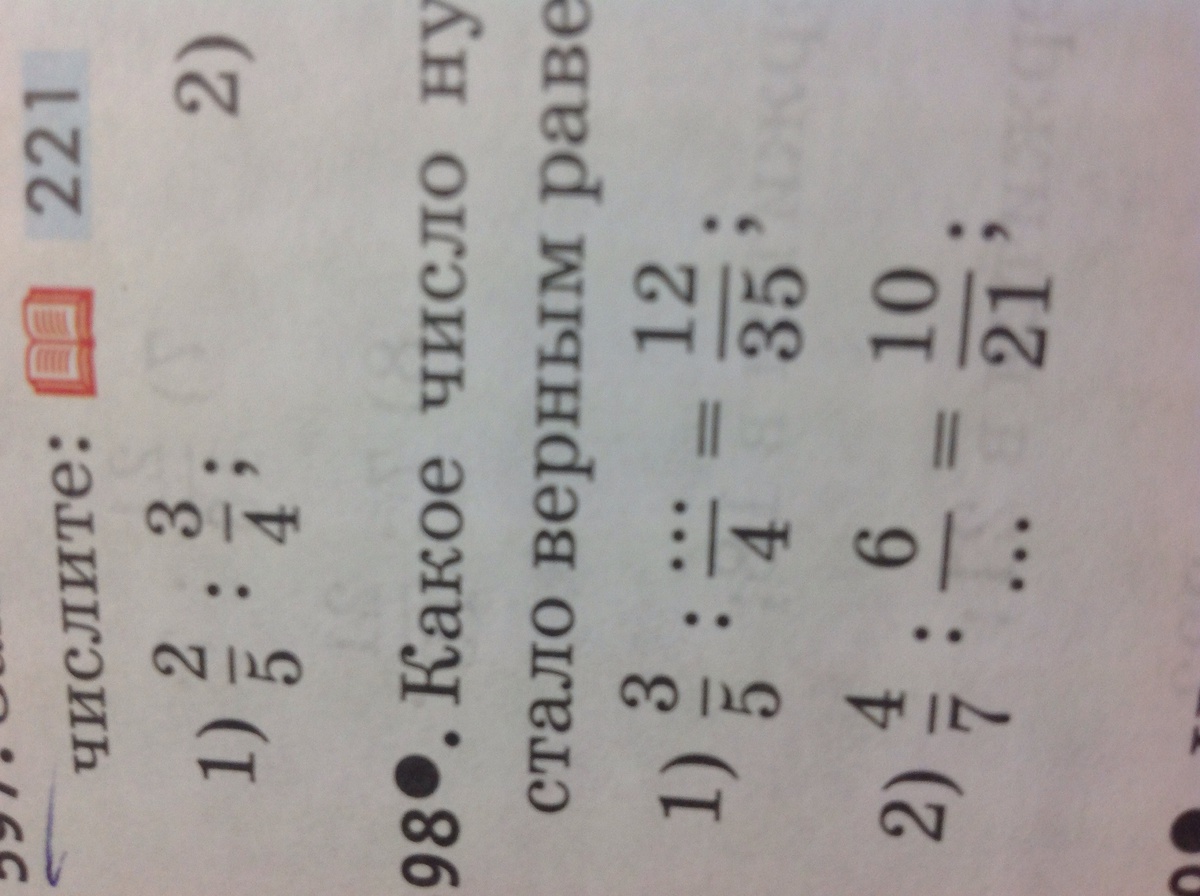 числите: 221
1) 2/5 : 3/4; 2)
98. Какое число ну
стало верным раве
1) 3/5 : .../4 = 12/35;
2) 4/7 : 6/... = 10/21;